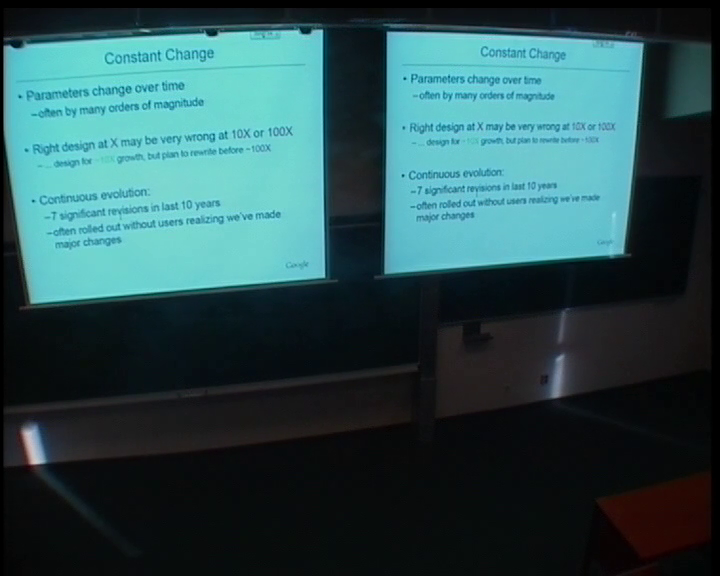 Constant Change
• Parameters change over time
–often by many orders of magnitude
• Right design at X may be very wrong at 10X or 100X
–... design for ~10X growth, but plan to rewrite before ~100X
• Continuous evolution:
–7 significant revisions in last 10 years
–often rolled out without users realizing we've made
major changes
Google
Constant Change
• Parameters change over time
–often by many orders of magnitude
• Right design at X may be very wrong at 10X or 100X
–... design for ~10X growth, but plan to rewrite before ~100X
• Continuous evolution:
–7 significant revisions in last 10 years
–often rolled out without users realizing we've made
major changes
Google